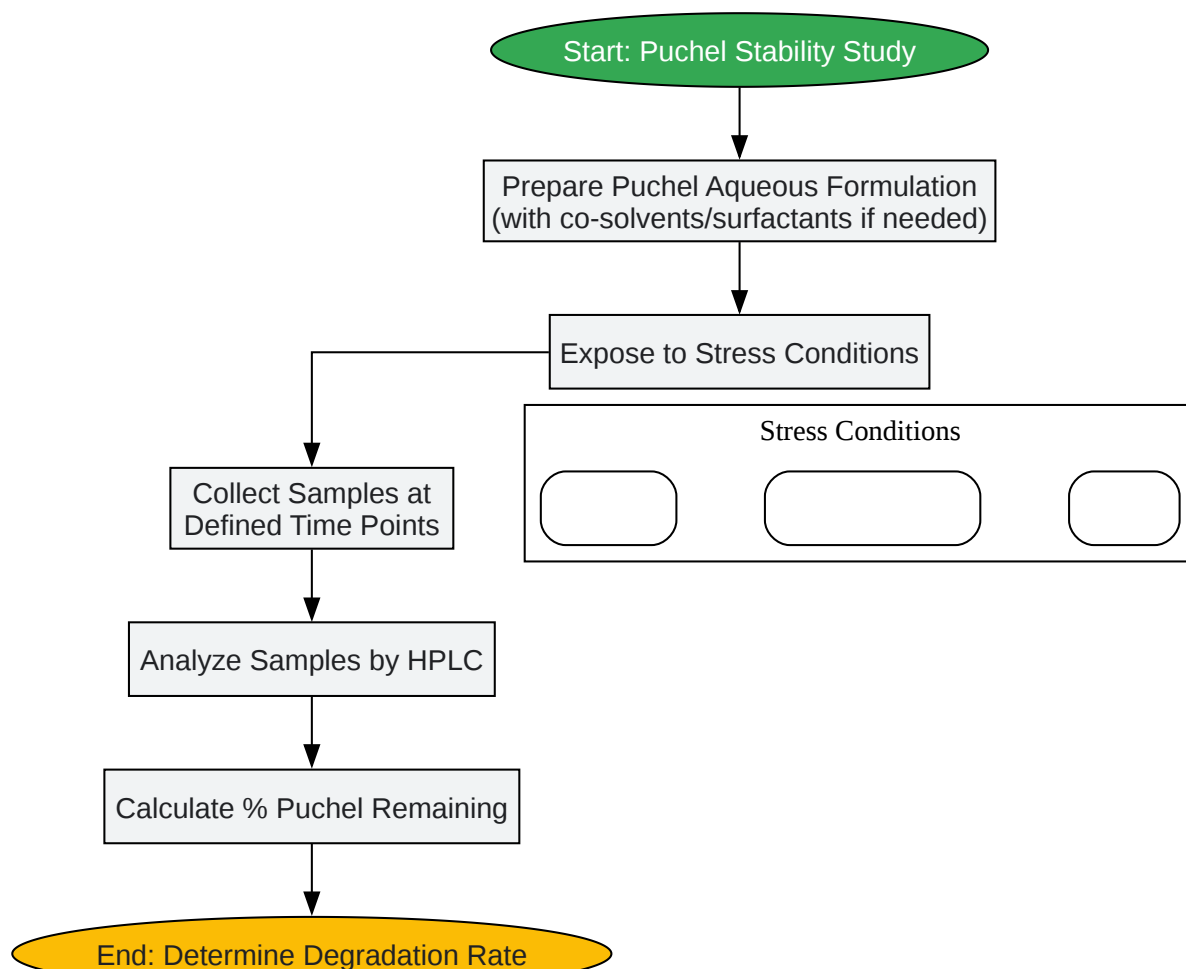 Start: Puchel Stability Study
Prepare Puchel Aqueous Formulation
(with co-solvents/surfactants if needed)
Expose to Stress Conditions
Stress Conditions
Collect Samples at
Defined Time Points
Analyze Samples by HPLC
Calculate % Puchel Remaining
End: Determine Degradation Rate